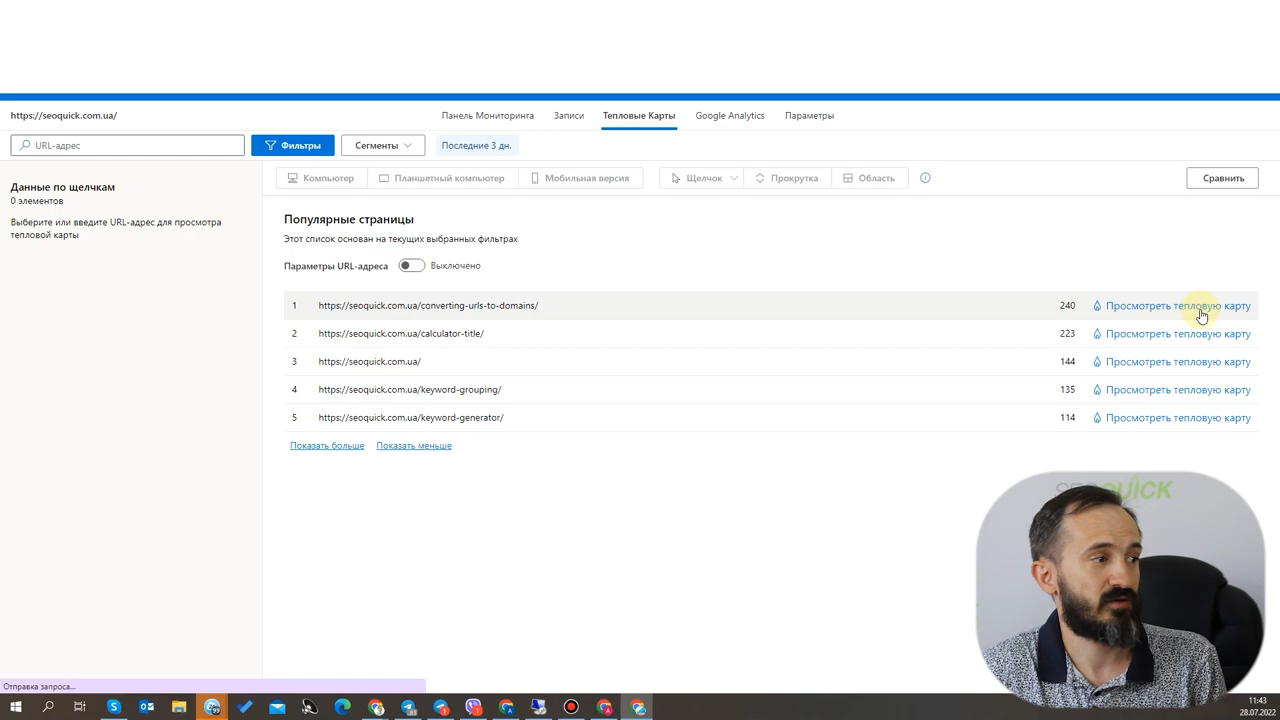 https://seoquick.com.ua/
Панель Мониторинга
Записи
Тепловые Карты
Google Analytics
Параметры
URL-адрес
Фильтры
Сегменты
Последние 3 дн.
Данные по щелчкам
0 элементов
Выберите или введите URL-адрес для просмотра
тепловой карты
Компьютер
Планшетный компьютер
Мобильная версия
Щелчок
Прокрутка
Область
Сравнить
Популярные страницы
Этот список основан на текущих выбранных фильтрах
Параметры URL-адреса
Выключено
1 https://seoquick.com.ua/converting-urls-to-domains/ 240 Просмотреть тепловую карту
2 https://seoquick.com.ua/calculator-title/ 223 Просмотреть тепловую карту
3 https://seoquick.com.ua/ 144 Просмотреть тепловую карту
4 https://seoquick.com.ua/keyword-grouping/ 135 Просмотреть тепловую карту
5 https://seoquick.com.ua/keyword-generator/ 114 Просмотреть тепловую карту
Показать больше Показать меньше
SEOQUICK
Отправка запроса...
99
11:43
28.07.2022